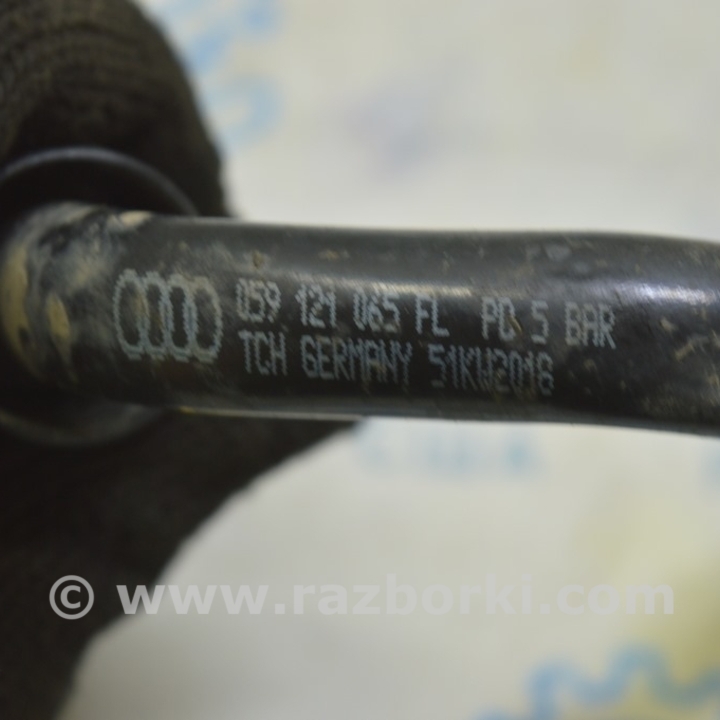 059 121 065 FL PD 5 BAR
TCH GERMANY 51KW2018
© www.razborki.com